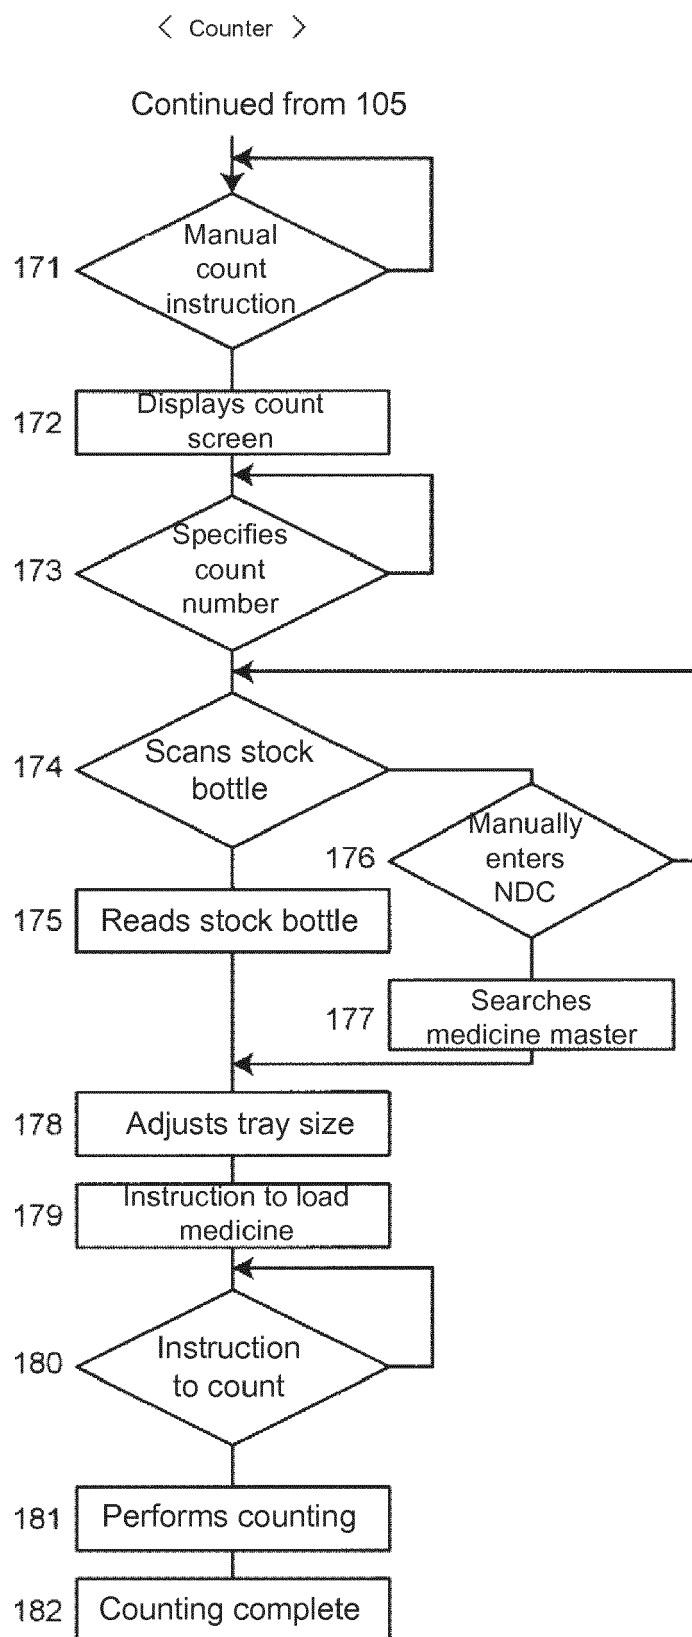 < Counter >
Continued from 105
171
Manual
count
instruction
172
Displays count
screen
173
Specifies
count
number
174
Scans stock
bottle
176
Manually
enters
NDC
175
Reads stock bottle
177
Searches
medicine master
178
Adjusts tray size
179
Instruction to load
medicine
180
Instruction
to count
181
Performs counting
182
Counting complete